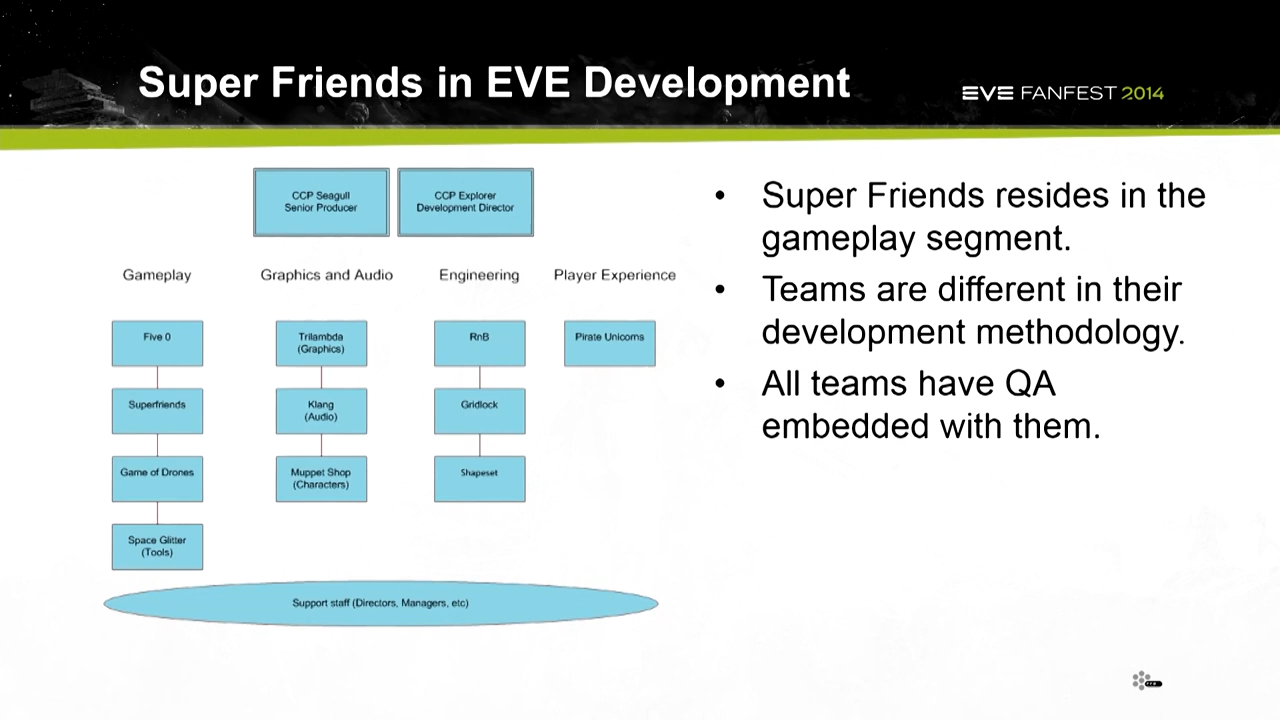 Super Friends in EVE Development
EVE FANFEST 2014
CCP Seagull
Senior Producer
CCP Explorer
Development Director
Gameplay
Graphics and Audio
Engineering
Player Experience
Five 0
Superfriends
Game of Drones
Space Glitter
(Tools)
Trilambda
(Graphics)
Klang
(Audio)
Muppet Shop
(Characters)
RnB
Gridlock
Shapeset
Pirate Unicorns
Support staff (Directors, Managers, etc)
• Super Friends resides in the
gameplay segment.
• Teams are different in their
development methodology.
• All teams have QA
embedded with them.